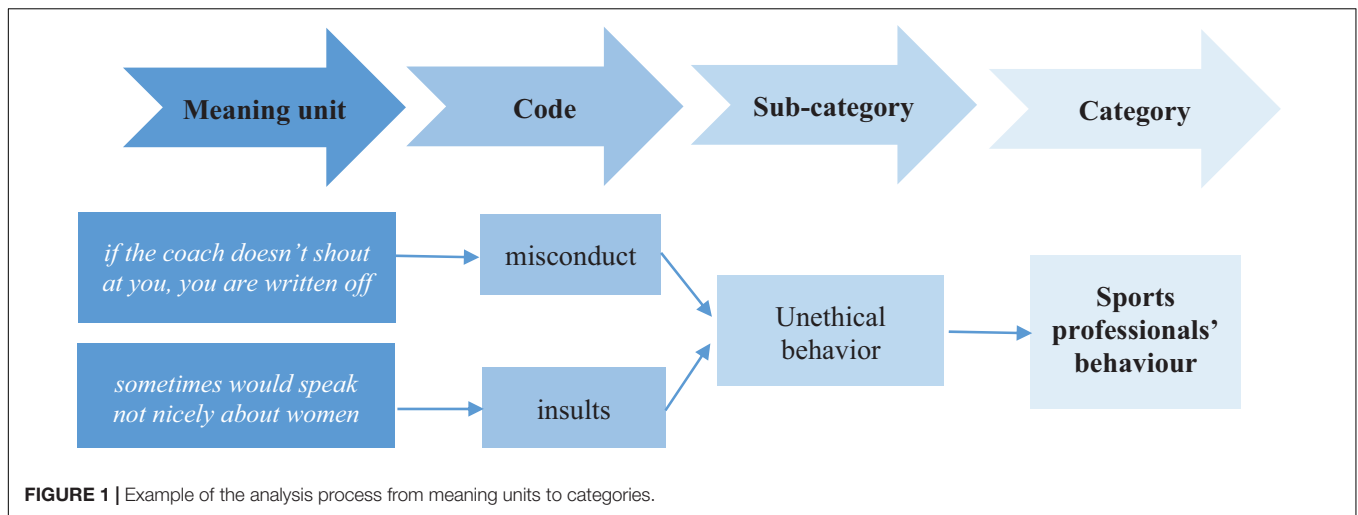 Meaning unit
Code
Sub-category
Category
if the coach doesn’t shout
at you, you are written off
misconduct
Unethical
behavior
Sports
professionals’
behaviour
sometimes would speak
not nicely about women
insults
FIGURE 1 | Example of the analysis process from meaning units to categories.